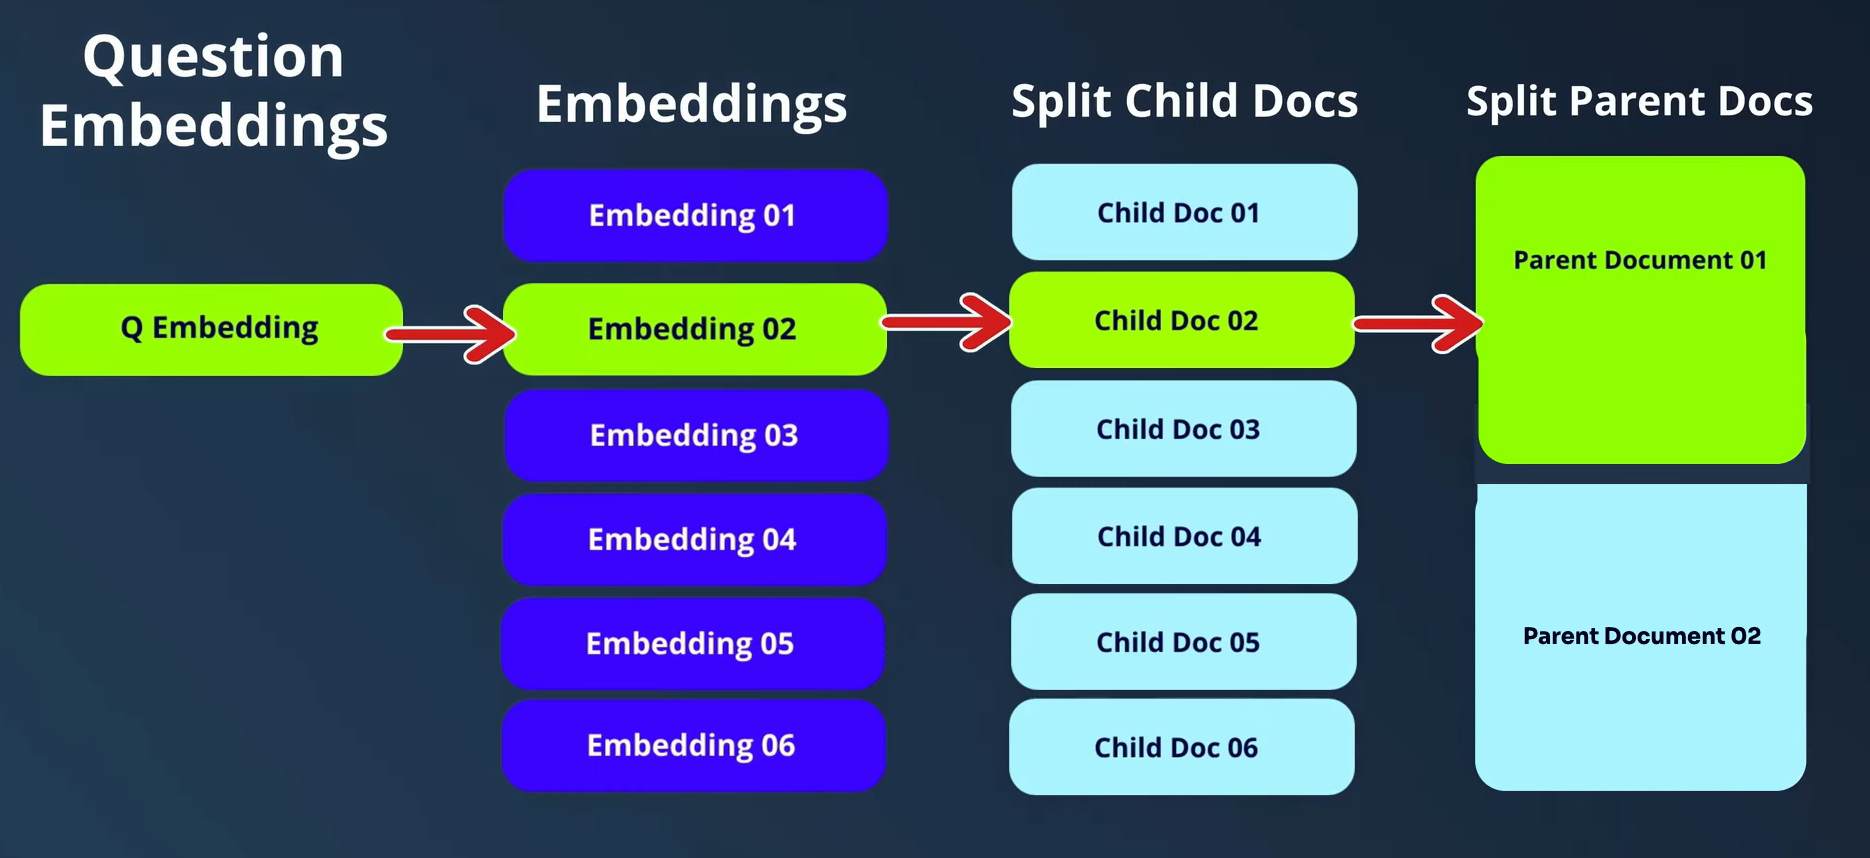 Question
Embeddings
Embeddings
Split Child Docs
Split Parent Docs
Q Embedding
Embedding 01
Embedding 02
Embedding 03
Embedding 04
Embedding 05
Embedding 06
Child Doc 01
Child Doc 02
Child Doc 03
Child Doc 04
Child Doc 05
Child Doc 06
Parent Document 01
Parent Document 02